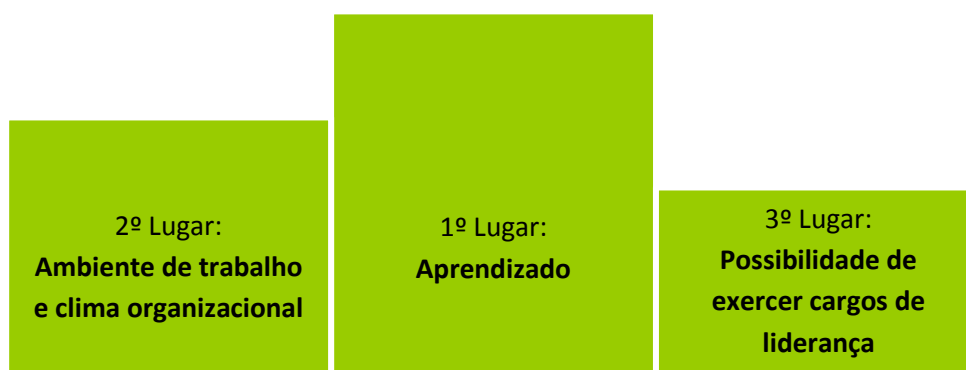 2º Lugar:
Ambiente de trabalho
e clima organizacional
1º Lugar:
Aprendizado
3º Lugar:
Possibilidade de
exercer cargos de
liderança